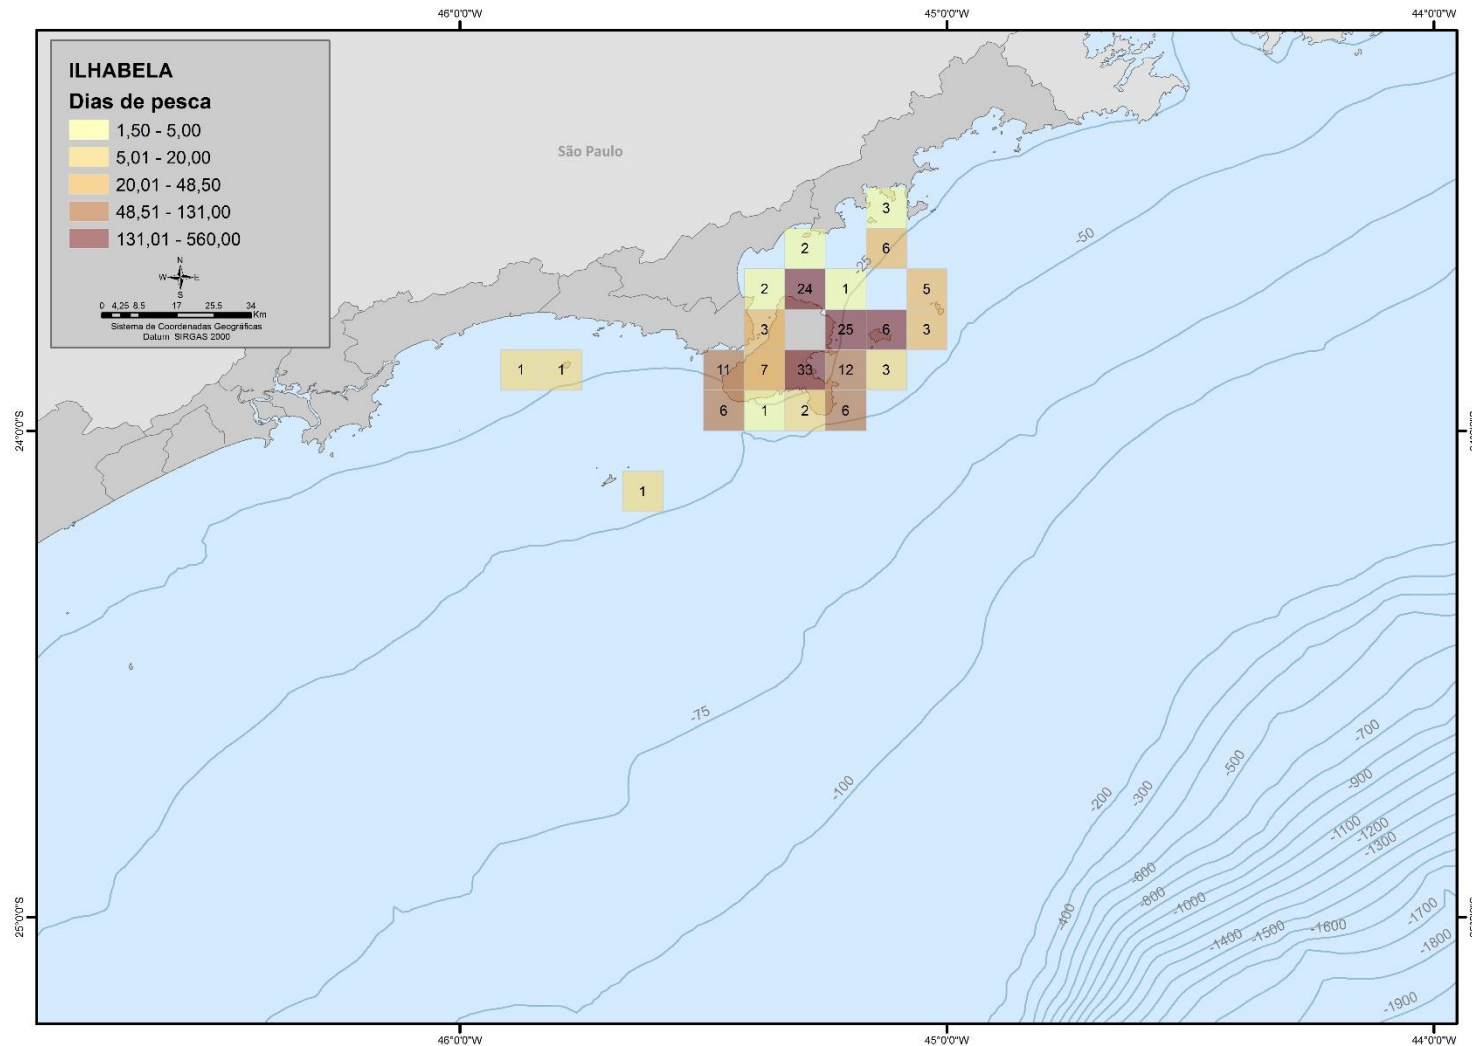 46°0'0"W 45°0'0"W 44°0'0"W
ILHABELA
Dias de pesca
1,50 - 5,00
5,01 - 20,00
20,01 - 48,50
48,51 - 131,00
131,01 - 560,00
N
W E
S
0 4,25 8,5 17 25,5 34
Km
Sistema de Coordenadas Geográficas
Datum SIRGAS 2000
São Paulo
3
-50
2 6
-25
2 24 1 5
3 25 6 3
1 1 11 7 33 12 3
6 1 2 6
24°0'0"S
1
-75
-100
-200
-300
-500
-700
-900
-1100
-1200
-1300
-600
-800
-1000
-400
-1400
-1500
-1600
-1700
-1800
-1900
25°0'0"S
46°0'0"W 45°0'0"W 44°0'0"W